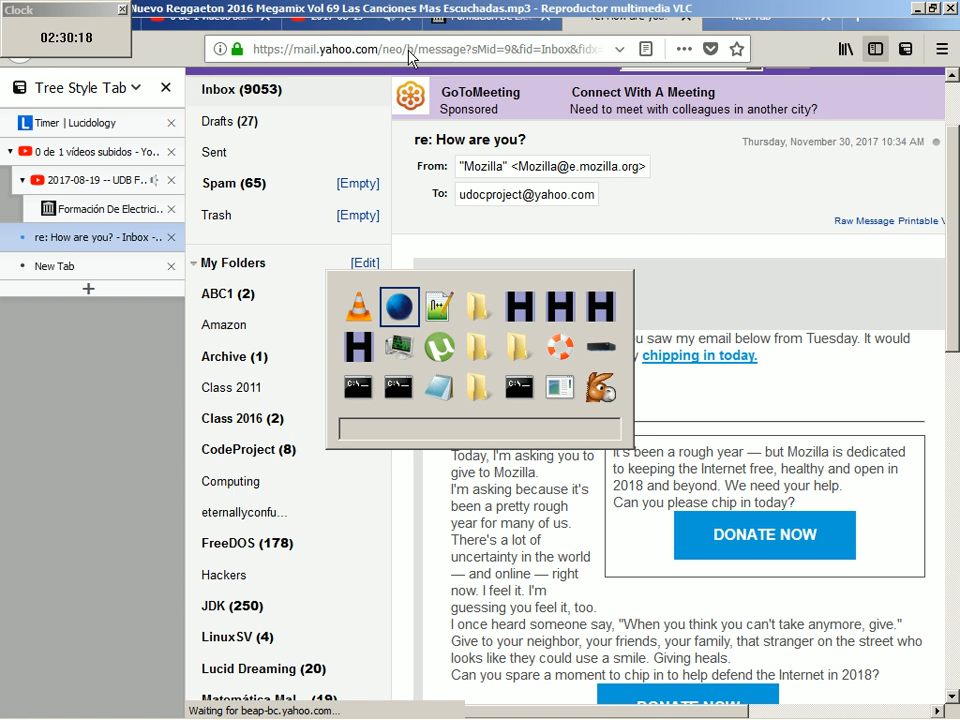 Clock
02:30:18
Nuevo Reggaeton 2016 Megamix Vol 69 Las Canciones Mas Escuchadas.mp3 - Reproductor multimedia VLC
New Tab
https://mail.yahoo.com/neo/b/message?sMid=9&fid=Inbox&fidx=
Tree Style Tab
Timer | Lucidology
0 de 1 vídeos subidos - Yo..
2017-08-19 -- UDB F..
Formación De Electrici..
re: How are you? - Inbox -..
New Tab
Inbox (9053)
Drafts (27)
Sent
Spam (65) [Empty]
Trash [Empty]
My Folders [Edit]
ABC1 (2)
Amazon
Archive (1)
Class 2011
Class 2016 (2)
CodeProject (8)
Computing
eternallyconfu...
FreeDOS (178)
Hackers
JDK (250)
LinuxSV (4)
Lucid Dreaming (20)
Matemática Mal... (19)
Waiting for beap-bc.yahoo.com...
GoToMeeting
Sponsored
Connect With A Meeting
Need to meet with colleagues in another city?
re: How are you?
Thursday, November 30, 2017 10:34 AM
From: "Mozilla" <Mozilla@e.mozilla.org>
To: udocproject@yahoo.com
Raw Message Printable V
u saw my email below from Tuesday. It would
y chipping in today.
Today, I'm asking you to
give to Mozilla.
I'm asking because it's
been a pretty rough
year for many of us.
There's a lot of
uncertainty in the world
— and online — right
now. I feel it. I'm
guessing you feel it, too.
It's been a rough year — but Mozilla is dedicated
to keeping the Internet free, healthy and open in
2018 and beyond. We need your help.
Can you please chip in today?
DONATE NOW
I once heard someone say, "When you think you can't take anymore, give."
Give to your neighbor, your friends, your family, that stranger on the street who
looks like they could use a smile. Giving heals.
Can you spare a moment to chip in to help defend the Internet in 2018?
DONATE NOW